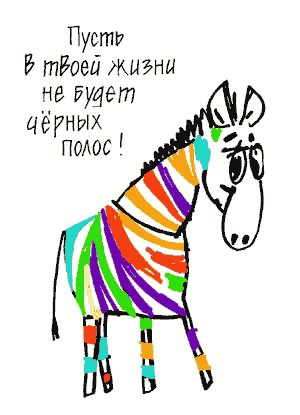 Пусть
в твоей жизни
не будет
чёрных
полос!